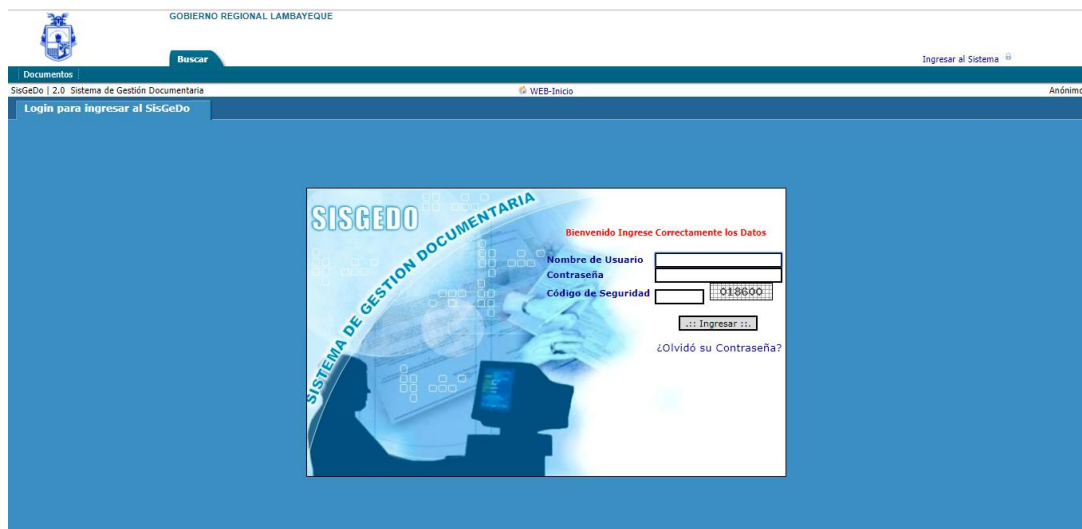 GOBIERNO REGIONAL LAMBAYEQUE
Buscar
Ingresar al Sistema
Documentos
SisGeDo | 2.0 Sistema de Gestión Documentaria
WEB-Inicio
Anónimo
Login para ingresar al SisGeDo
SISGEDO
SISTEMA DE GESTION DOCUMENTARIA
Bienvenido Ingrese Correctamente los Datos
Nombre de Usuario
Contraseña
Código de Seguridad 018600
.:: Ingresar ::.
¿Olvidó su Contraseña?